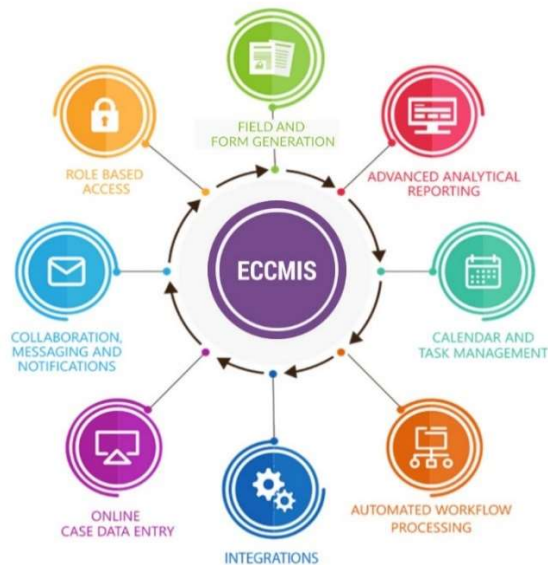 FIELD AND
FORM GENERATION
ROLE BASED
ACCESS
ADVANCED ANALYTICAL
REPORTING
ECCMIS
COLLABORATION,
MESSAGING AND
NOTIFICATIONS
CALENDAR AND
TASK MANAGEMENT
ONLINE
CASE DATA ENTRY
AUTOMATED WORKFLOW
PROCESSING
INTEGRATIONS